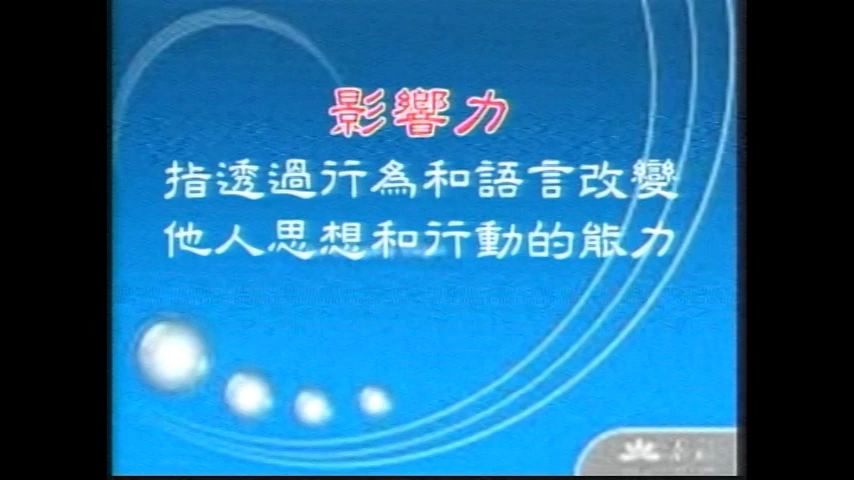 影響力
指透過行為和語言改變
他人思想和行動的能力